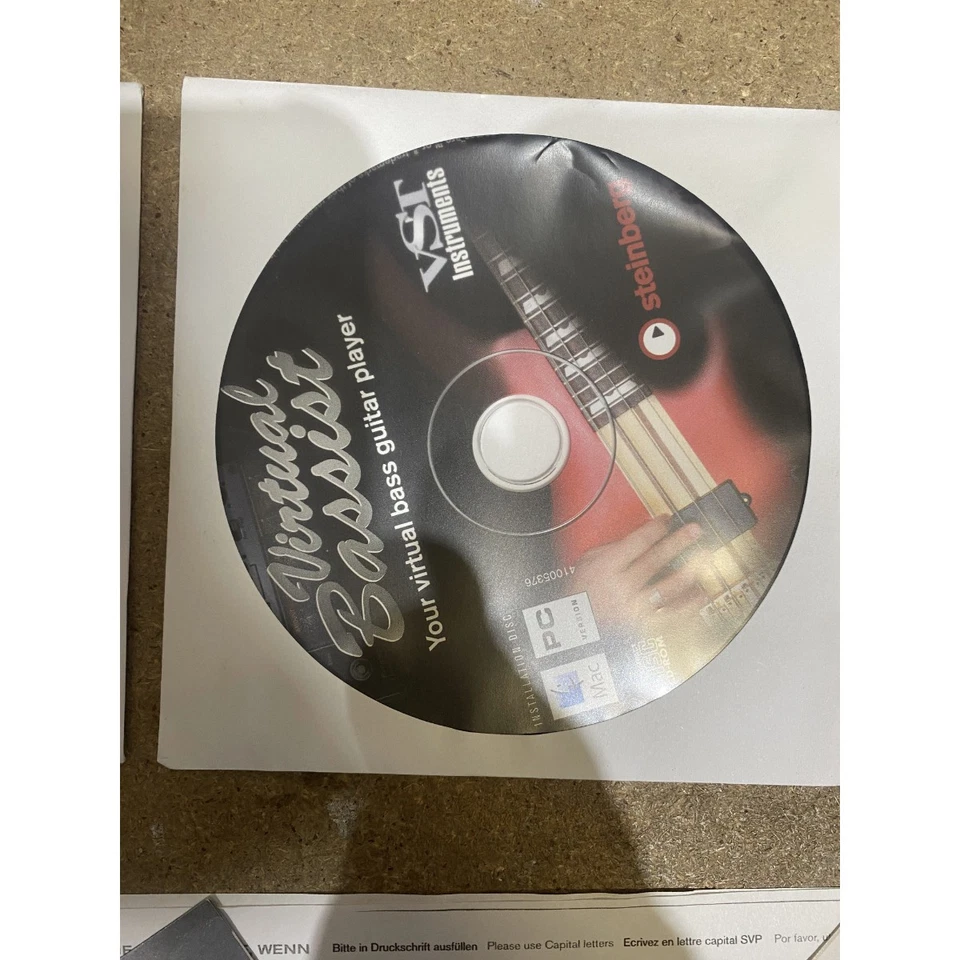 VST
Instruments
steinberg
Virtual
Bassist
Your virtual bass guitar player
41005376
INSTALLATION DISC
PC
VERSION
Mac
WENN
Bitte in Druckschrift ausfüllen Please use Capital letters Ecrivez en lettre capital SVP Por favor,